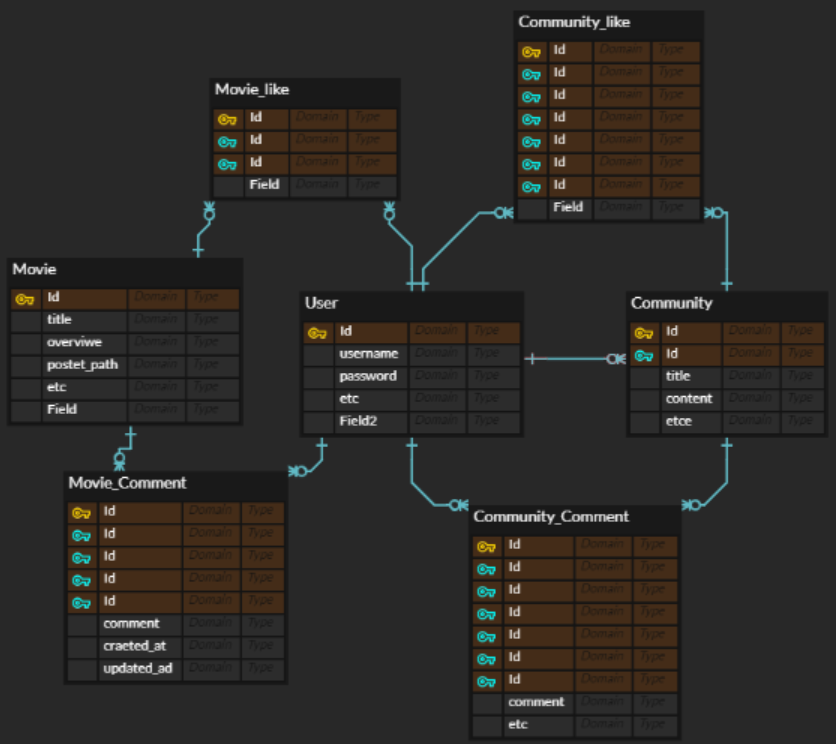 Community_like
Id Domain Type
Id Domain Type
Id Domain Type
Id Domain Type
Id Domain Type
Id Domain Type
Id Domain Type
Field Domain Type
Movie_like
Id Domain Type
Id Domain Type
Id Domain Type
Field Domain Type
Movie
Id Domain Type
title Domain Type
overviwe Domain Type
postet_path Domain Type
etc Domain Type
Field Domain Type
User
Id Domain Type
username Domain Type
password Domain Type
etc Domain Type
Field2 Domain Type
Community
Id Domain Type
Id Domain Type
title Domain Type
content Domain Type
etce Domain Type
Movie_Comment
Id Domain Type
Id Domain Type
Id Domain Type
Id Domain Type
Id Domain Type
comment Domain Type
craeted_at Domain Type
updated_ad Domain Type
Community_Comment
Id Domain Type
Id Domain Type
Id Domain Type
Id Domain Type
Id Domain Type
Id Domain Type
Id Domain Type
comment Domain Type
etc Domain Type